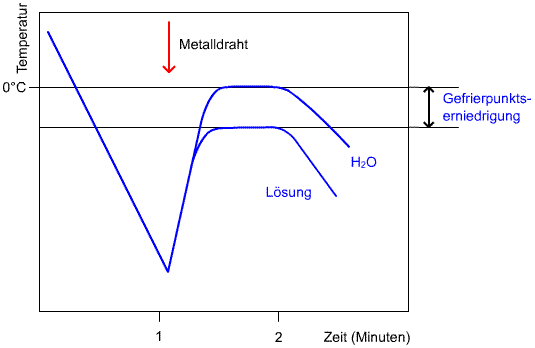 Temperatur
Metalldraht
0°C
Gefrierpunkts-
erniedrigung
H₂O
Lösung
1
2
Zeit (Minuten)